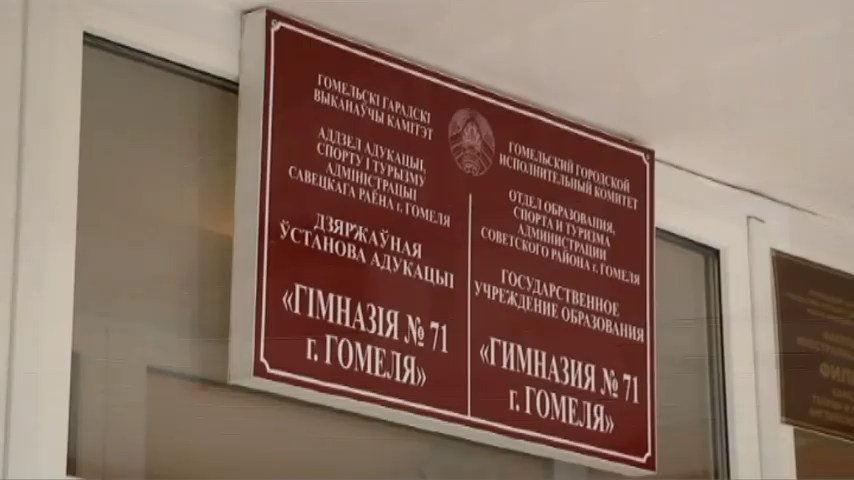 ГОМЕЛЬСКІ ГАРАДСКІ
ВЫКАНАЎЧЫ КАМІТЭТ
АДДЗЕЛ АДУКАЦЫІ,
СПОРТУ І ТУРЫЗМУ
АДМІНІСТРАЦЫІ
САВЕЦКАГА РАЁНА г. ГОМЕЛЯ
ДЗЯРЖАЎНАЯ
ЎСТАНОВА АДУКАЦЫІ
«ГІМНАЗІЯ № 71
г. ГОМЕЛЯ»
ГОМЕЛЬСКИЙ ГОРОДСКОЙ
ИСПОЛНИТЕЛЬНЫЙ КОМИТЕТ
ОТДЕЛ ОБРАЗОВАНИЯ,
СПОРТА И ТУРИЗМА
АДМИНИСТРАЦИИ
СОВЕТСКОГО РАЙОНА г. ГОМЕЛЯ
ГОСУДАРСТВЕННОЕ
УЧРЕЖДЕНИЕ ОБРАЗОВАНИЯ
«ГИМНАЗИЯ № 71
г. ГОМЕЛЯ»